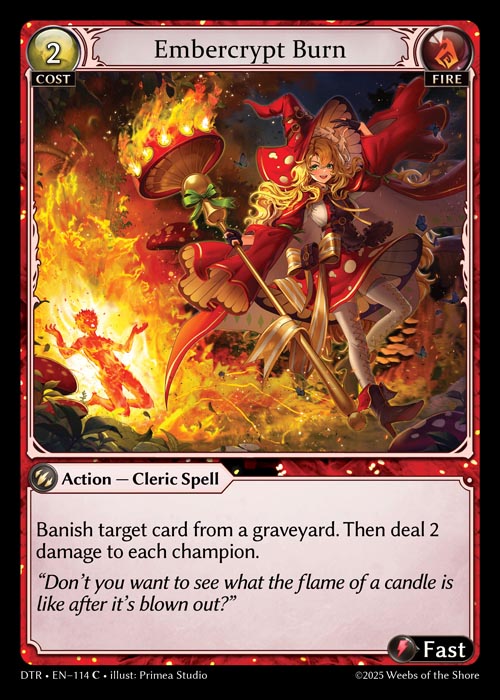 2
COST
Embercrypt Burn
FIRE
Action — Cleric Spell
Banish target card from a graveyard. Then deal 2
damage to each champion.
“Don’t you want to see what the flame of a candle is
like after it’s blown out?”
Fast
DTR • EN–114 C • illust: Primea Studio
©2025 Weebs of the Shore